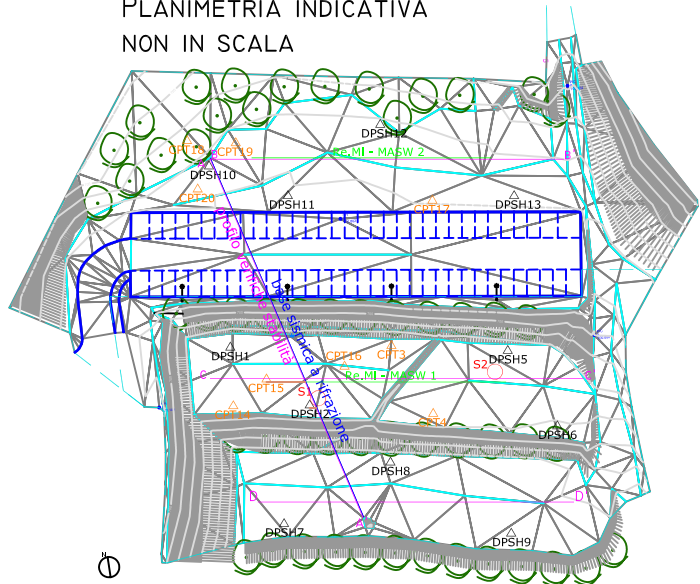 PLANIMETRIA INDICATIVA
NON IN SCALA
DPSH12
CPT18
CPT19
Re.MI - MASW 2
B
B
DPSH10
CPT20
DPSH11
CPT17
DPSH13
profilo verifiche stabilità
base sismica a rifrazione
DPSH1
CPT16
CPT3
DPSH5
S2
C
CPT15
Re.MI - MASW 1
C
S1
CPT14
DPSH2
CPT4
DPSH6
DPSH8
D
D
A
DPSH7
DPSH9
N